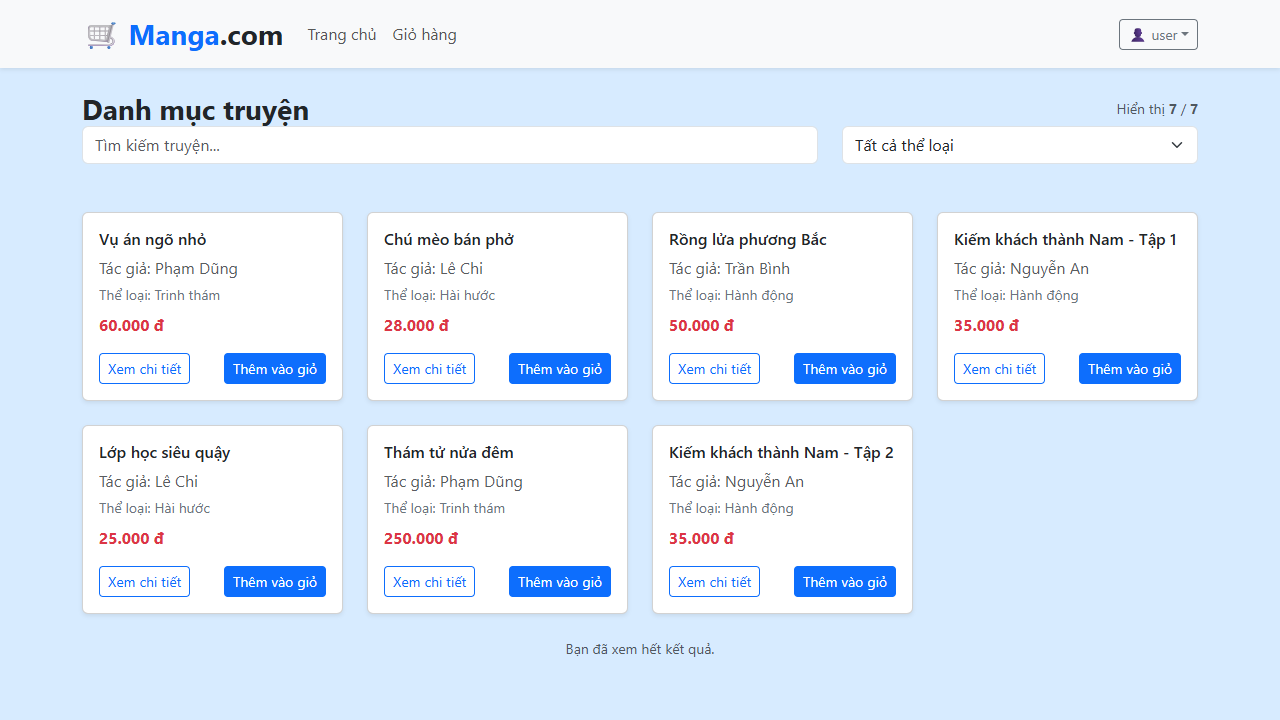 Manga.com
Trang chủ
Giỏ hàng
user
Danh mục truyện
Hiển thị 7 / 7
Tìm kiếm truyện...
Tất cả thể loại
Vụ án ngõ nhỏ
Tác giả: Phạm Dũng
Thể loại: Trinh thám
60.000 đ
Xem chi tiết
Thêm vào giỏ
Chú mèo bán phở
Tác giả: Lê Chi
Thể loại: Hài hước
28.000 đ
Xem chi tiết
Thêm vào giỏ
Rồng lửa phương Bắc
Tác giả: Trần Bình
Thể loại: Hành động
50.000 đ
Xem chi tiết
Thêm vào giỏ
Kiếm khách thành Nam - Tập 1
Tác giả: Nguyễn An
Thể loại: Hành động
35.000 đ
Xem chi tiết
Thêm vào giỏ
Lớp học siêu quậy
Tác giả: Lê Chi
Thể loại: Hài hước
25.000 đ
Xem chi tiết
Thêm vào giỏ
Thám tử nửa đêm
Tác giả: Phạm Dũng
Thể loại: Trinh thám
250.000 đ
Xem chi tiết
Thêm vào giỏ
Kiếm khách thành Nam - Tập 2
Tác giả: Nguyễn An
Thể loại: Hành động
35.000 đ
Xem chi tiết
Thêm vào giỏ
Bạn đã xem hết kết quả.